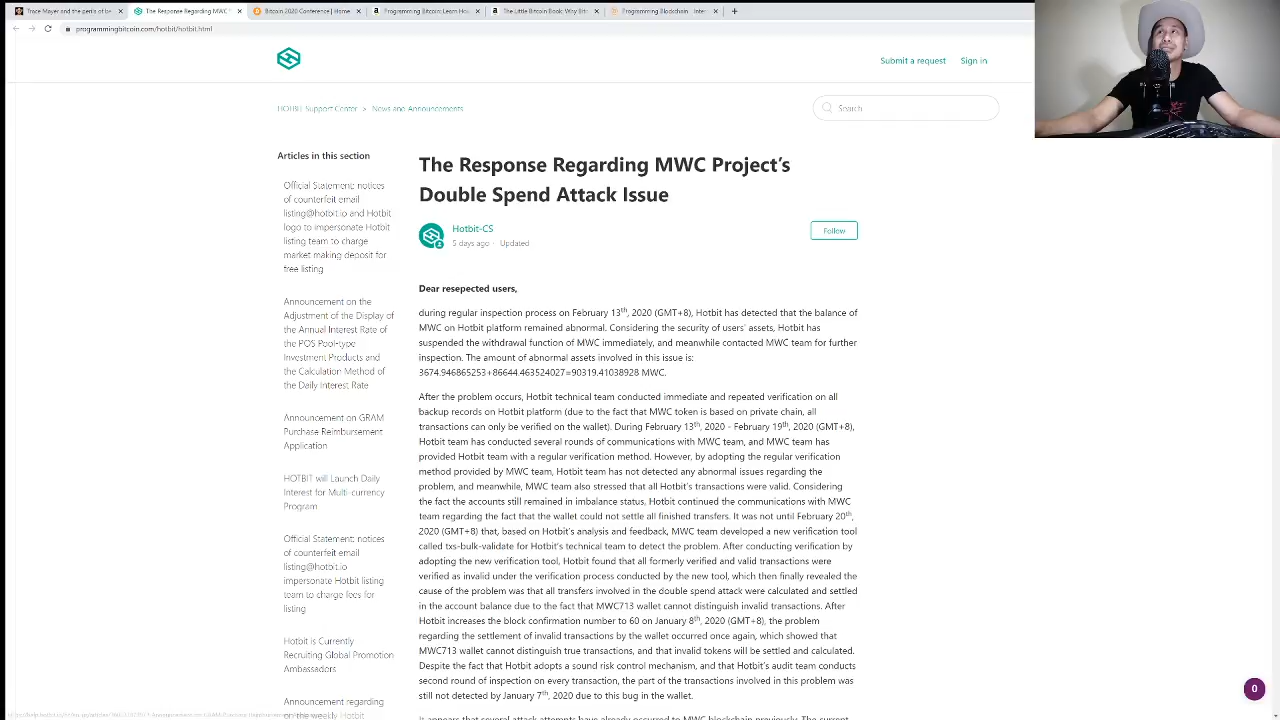 Trace Mayer and the perils of be
The Response Regarding MWC Pro
Bitcoin 2020 Conference | Home
Programming Bitcoin: Learn How
The Little Bitcoin Book: Why Bitc
Programming Blockchain - Inter
programmingbitcoin.com/hotbit/hotbit.html
Submit a request
Sign in
HOTBIT Support Center > News and Announcements
Search
Articles in this section
Official Statement: notices
of counterfeit email
listing@hotbit.io and Hotbit
logo to impersonate Hotbit
listing team to charge
market making deposit for
free listing
Announcement on the
Adjustment of the Display of
the Annual Interest Rate of
the POS Pool-type
Investment Products and
the Calculation Method of
the Daily Interest Rate
Announcement on GRAM
Purchase Reimbursement
Application
HOTBIT will Launch Daily
Interest for Multi-currency
Program
Official Statement: notices
of counterfeit email
listing@hotbit.io
impersonate Hotbit listing
team to charge fees for
listing
Hotbit is Currently
Recruiting Global Promotion
Ambassadors
Announcement regarding
on the weekly Hotbit
The Response Regarding MWC Project's
Double Spend Attack Issue
Hotbit-CS
5 days ago · Updated
Follow
Dear resepected users,
during regular inspection process on February 13th, 2020 (GMT+8), Hotbit has detected that the balance of
MWC on Hotbit platform remained abnormal. Considering the security of users' assets, Hotbit has
suspended the withdrawal function of MWC immediately, and meanwhile contacted MWC team for further
inspection. The amount of abnormal assets involved in this issue is:
3674.946865253+86644.463524027=90319.41038928 MWC.
After the problem occurs, Hotbit technical team conducted immediate and repeated verification on all
backup records on Hotbit platform (due to the fact that MWC token is based on private chain, all
transactions can only be verified on the wallet). During February 13th, 2020 - February 19th, 2020 (GMT+8),
Hotbit team has conducted several rounds of communications with MWC team, and MWC team has
provided Hotbit team with a regular verification method. However, by adopting the regular verification
method provided by MWC team, Hotbit team has not detected any abnormal issues regarding the
problem, and meanwhile, MWC team also stressed that all Hotbit's transactions were valid. Considering
the fact the accounts still remained in imbalance status, Hotbit continued the communications with MWC
team regarding the fact that the wallet could not settle all finished transfers. It was not until February 20th,
2020 (GMT+8) that, based on Hotbit's analysis and feedback, MWC team developed a new verification tool
called txs-bulk-validate for Hotbit's technical team to detect the problem. After conducting verification by
adopting the new verification tool, Hotbit found that all formerly verified and valid transactions were
verified as invalid under the verification process conducted by the new tool, which then finally revealed the
cause of the problem was that all transfers involved in the double spend attack were calculated and settled
in the account balance due to the fact that MWC713 wallet cannot distinguish invalid transactions. After
Hotbit increases the block confirmation number to 60 on January 8th, 2020 (GMT+8), the problem
regarding the settlement of invalid transactions by the wallet occurred once again, which showed that
MWC713 wallet cannot distinguish true transactions, and that invalid tokens will be settled and calculated.
Despite the fact that Hotbit adopts a sound risk control mechanism, and that Hotbit's audit team conducts
second round of inspection on every transaction, the part of the transactions involved in this problem was
still not detected by January 7th, 2020 due to this bug in the wallet.
It appears that several attack attempts have already occurred to MWC blockchain previously. The current
0